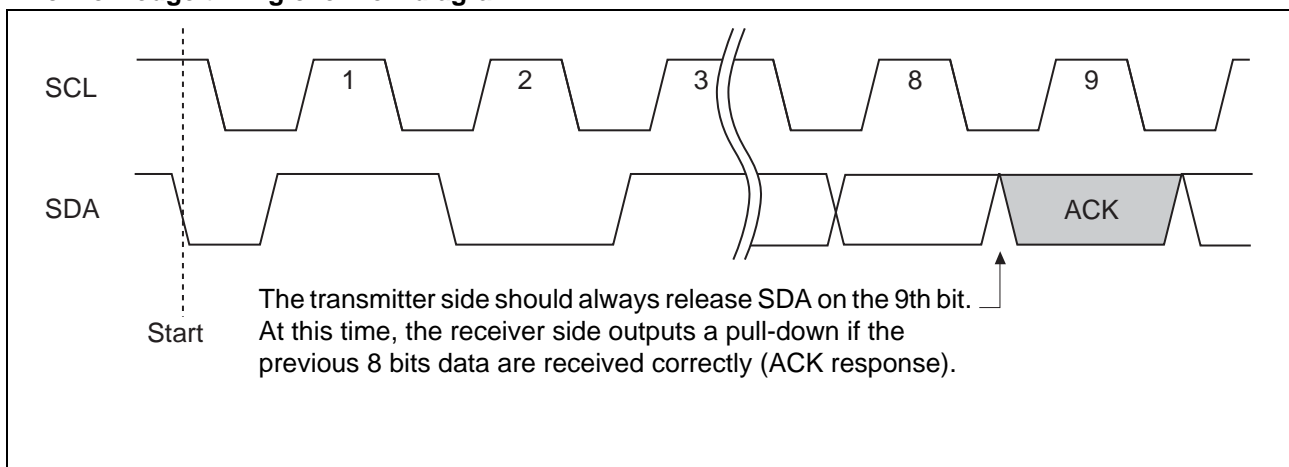 SCL
1
2
3
8
9
SDA
ACK
Start
The transmitter side should always release SDA on the 9th bit.
At this time, the receiver side outputs a pull-down if the
previous 8 bits data are received correctly (ACK response).